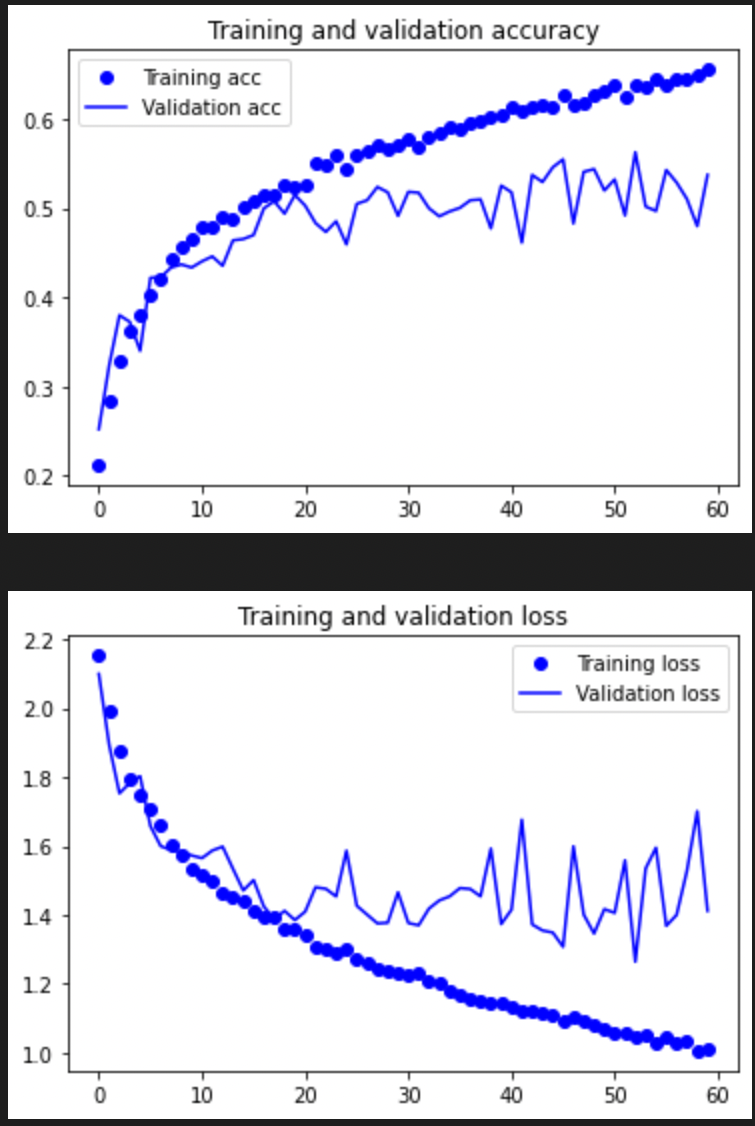 Training and validation accuracy
Training acc
Validation acc
0.6
0.5
0.4
0.3
0.2
0 10 20 30 40 50 60
Training and validation loss
2.2
Training loss
Validation loss
2.0
1.8
1.6
1.4
1.2
1.0
0 10 20 30 40 50 60